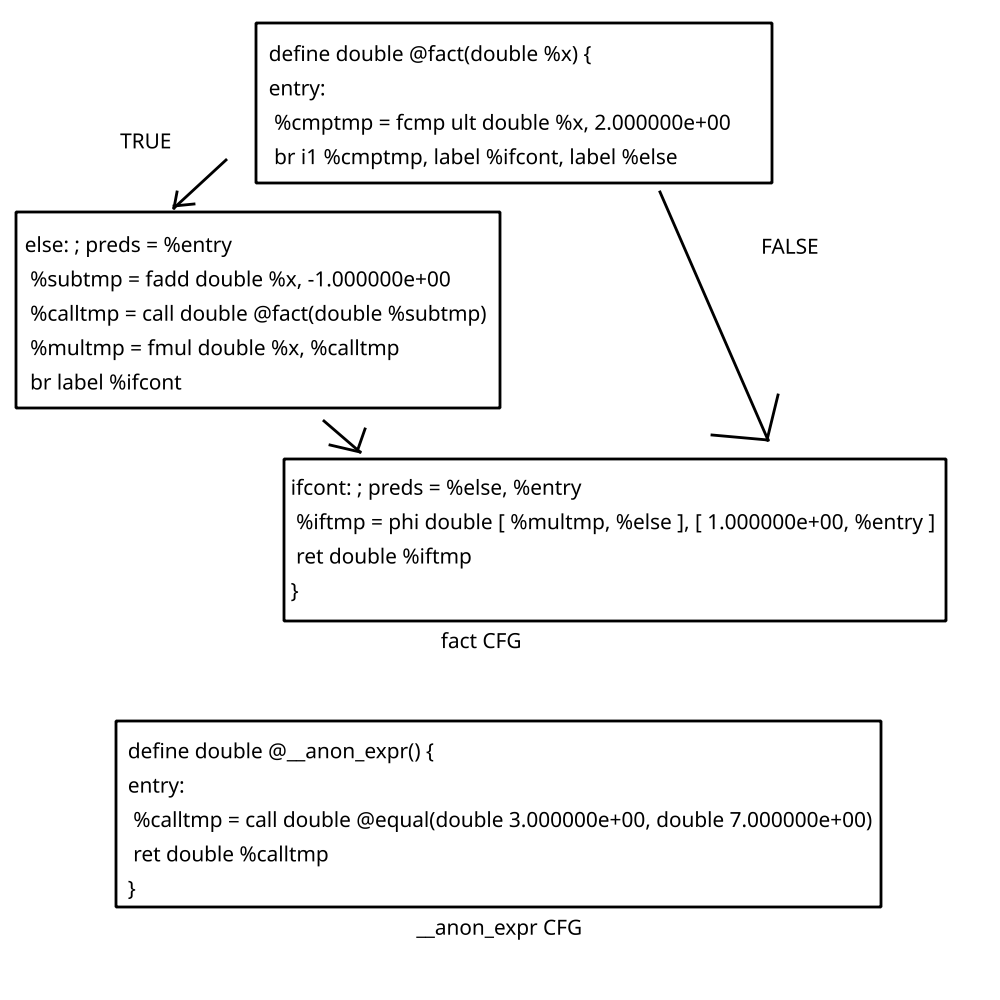 define double @fact(double %x) {
entry:
%cmptmp = fcmp ult double %x, 2.000000e+00
br i1 %cmptmp, label %ifcont, label %else
TRUE
FALSE
else: ; preds = %entry
%subtmp = fadd double %x, -1.000000e+00
%calltmp = call double @fact(double %subtmp)
%multmp = fmul double %x, %calltmp
br label %ifcont
ifcont: ; preds = %else, %entry
%iftmp = phi double [ %multmp, %else ], [ 1.000000e+00, %entry ]
ret double %iftmp
}
fact CFG
define double @__anon_expr() {
entry:
%calltmp = call double @equal(double 3.000000e+00, double 7.000000e+00)
ret double %calltmp
}
__anon_expr CFG